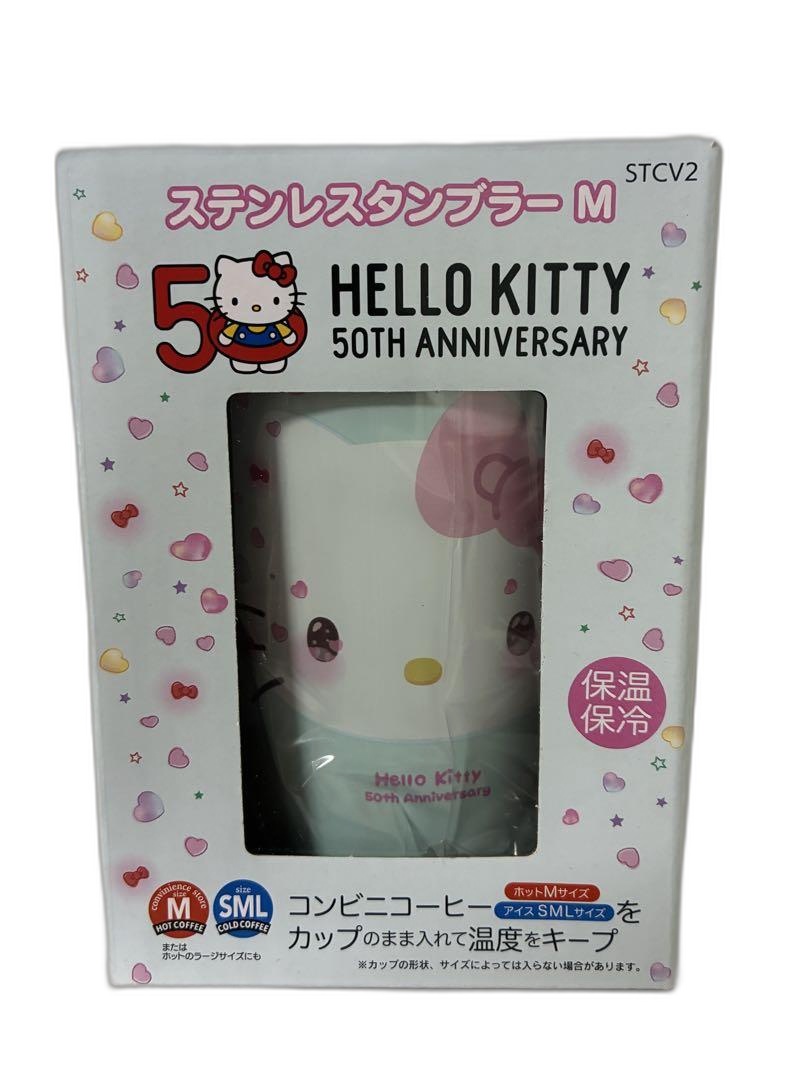 STCV2
ステンレスタンブラー M
50
HELLO KITTY
50TH ANNIVERSARY
Hello Kitty
50th Anniversary
保温
保冷
convenience store
size
M
HOT COFFEE
size
SML
COLD COFFEE
または
ホットのラージサイズにも
コンビニコーヒー ホットMサイズ アイスSMLサイズ を
カップのまま入れて温度をキープ
※カップの形状、サイズによっては入らない場合があります。